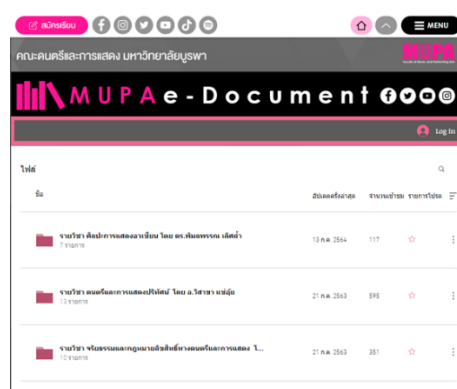 สมัครเรียน
MENU
คณะดนตรีและการแสดง มหาวิทยาลัยบูรพา
MUPA
MUPA e-Document
Log In
ไฟล์
ชื่อ อัปเดตครั้งล่าสุด จำนวนเข้าชม รายการโปรด
รายวิชา ศิลปะการแสดงอาเซียน โดย ดร.พิมลพรรณ เลิศล้ำ 13 ก.ค. 2564 117
7 รายการ
รายวิชา ดนตรีและการแสดงปริทัศน์ โดย อ.วิสาขา แซ่อุ้ย 21 ก.ค. 2563 595
13 รายการ
รายวิชา จริยธรรมและกฎหมายลิขสิทธิ์ทางดนตรีและการแสดง โ... 21 ก.ค. 2563 351
10 รายการ